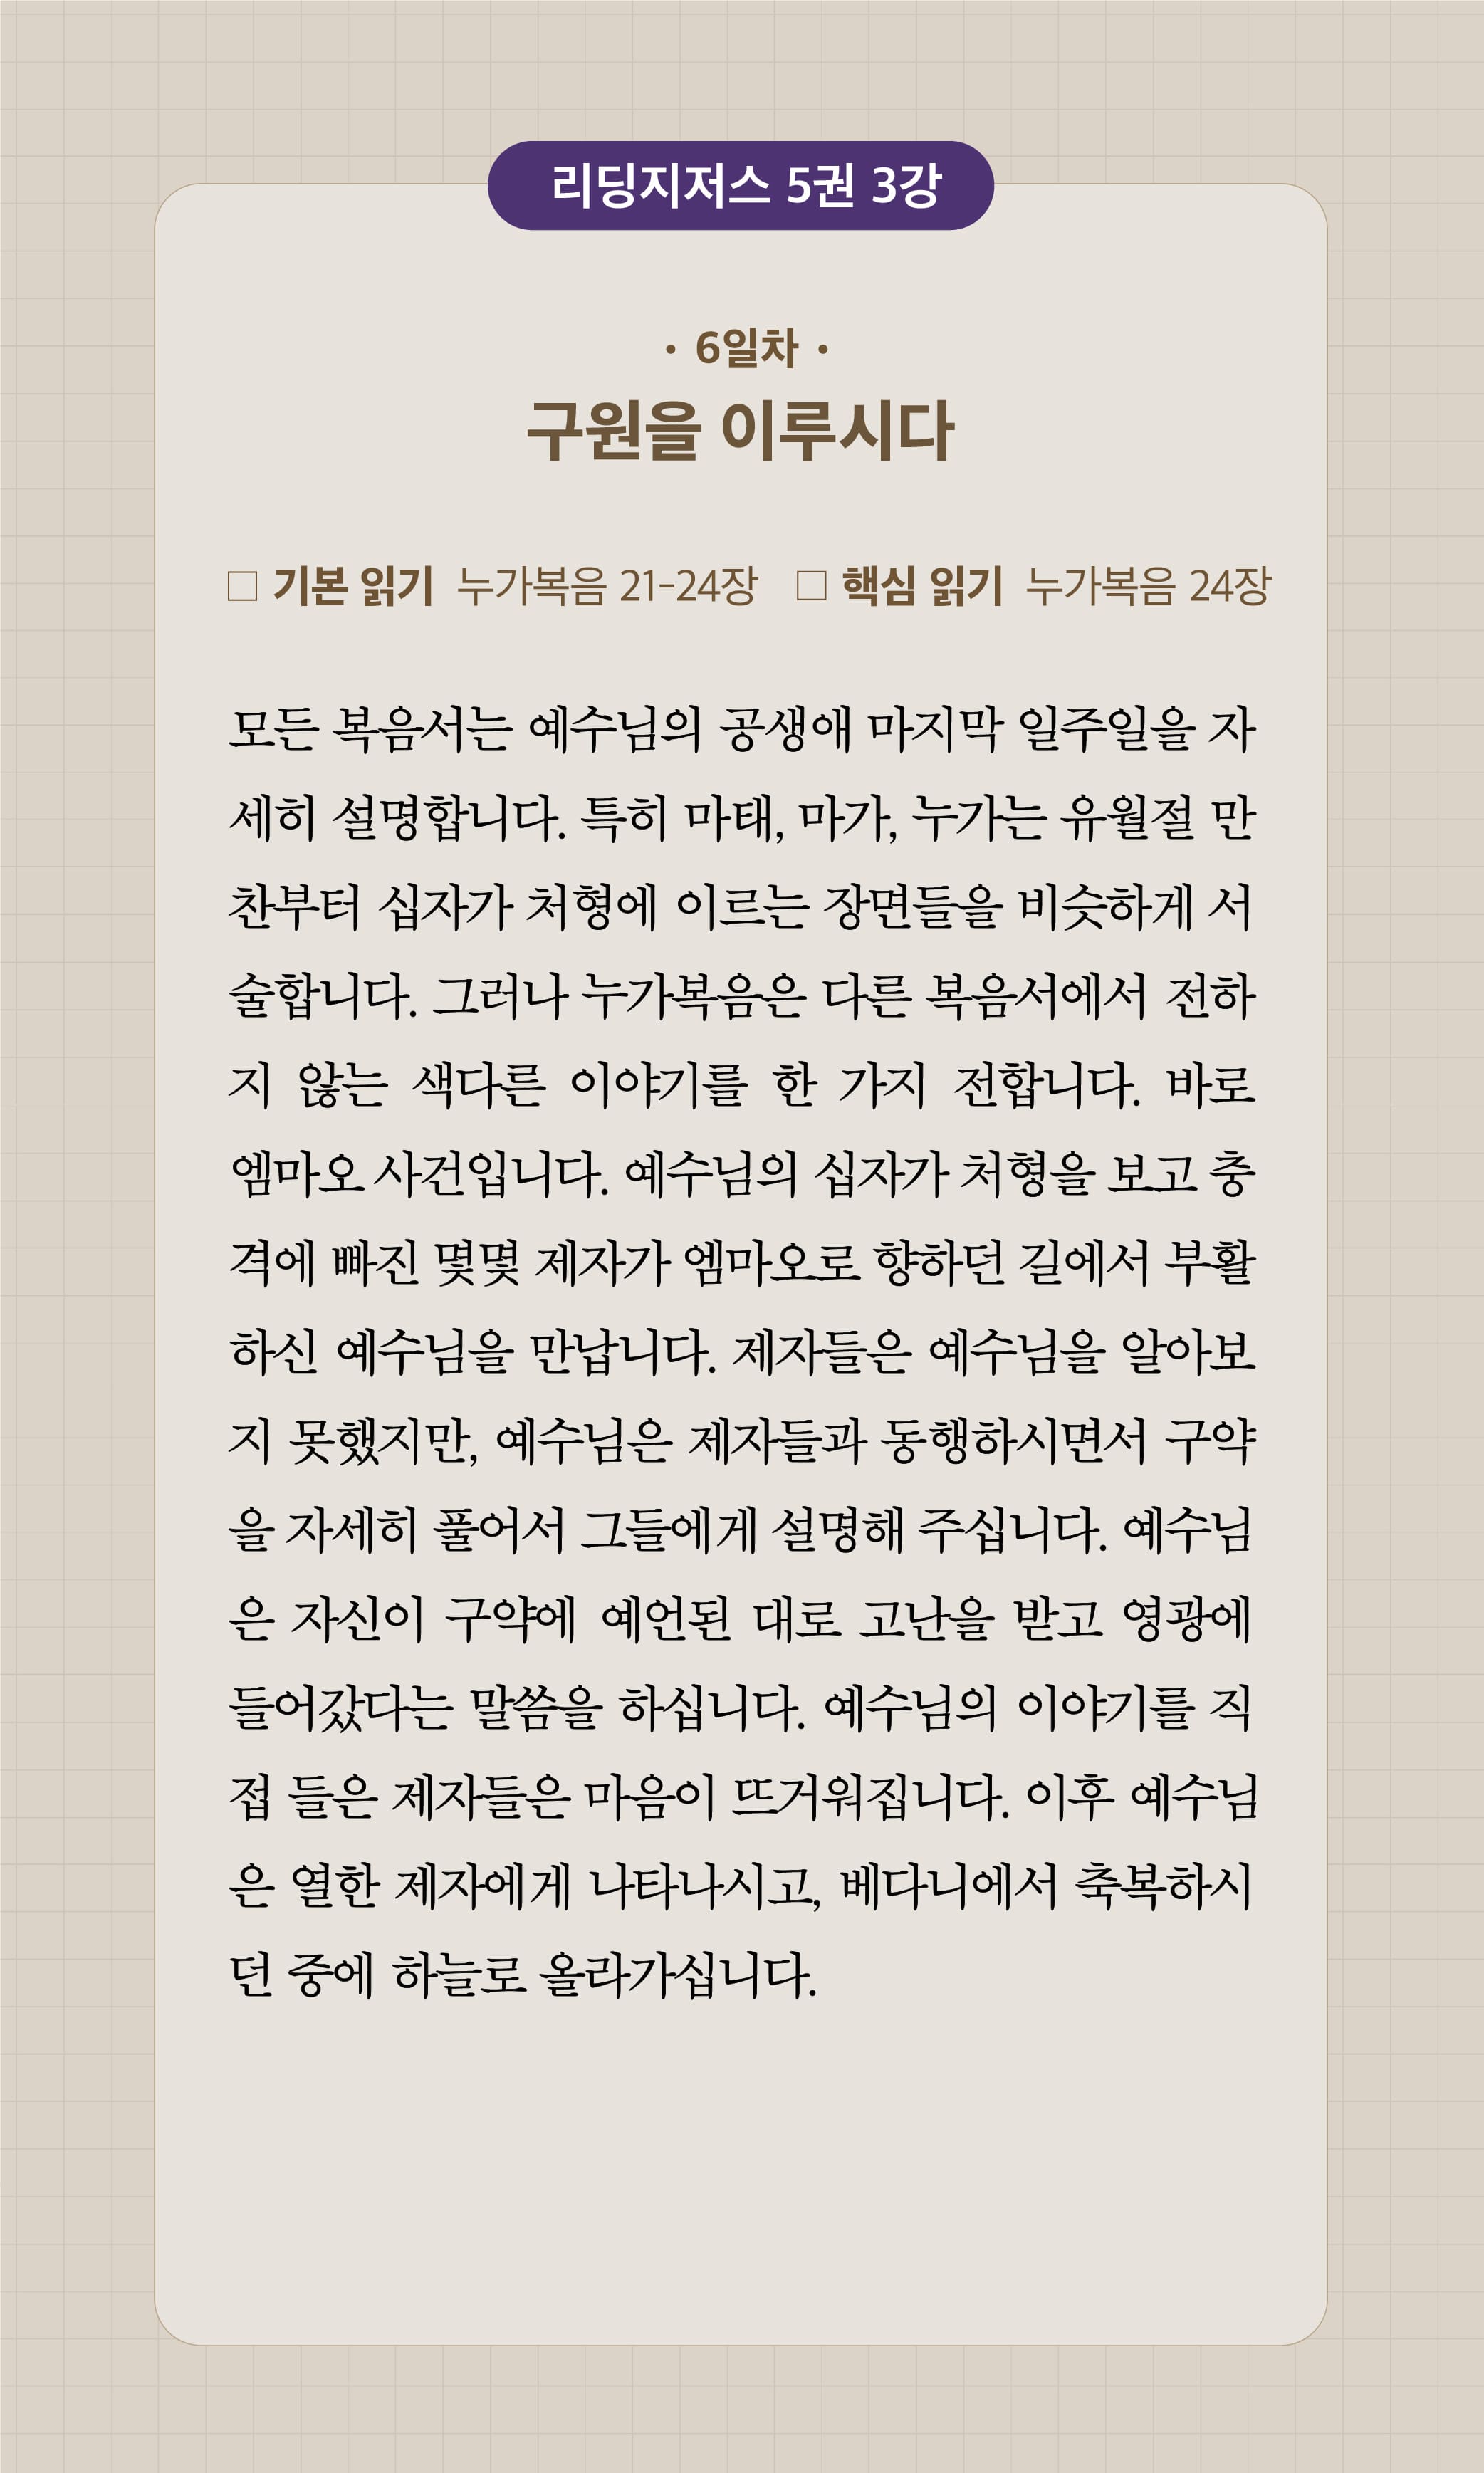 리딩지저스 5권 3강
· 6일차 ·
구원을 이루시다
□ 기본 읽기 누가복음 21-24장 □ 핵심 읽기 누가복음 24장
모든 복음서는 예수님의 공생애 마지막 일주일을 자
세히 설명합니다. 특히 마태, 마가, 누가는 유월절 만
찬부터 십자가 처형에 이르는 장면들을 비슷하게 서
술합니다. 그러나 누가복음은 다른 복음서에서 전하
지 않는 색다른 이야기를 한 가지 전합니다. 바로
엠마오 사건입니다. 예수님의 십자가 처형을 보고 충
격에 빠진 몇몇 제자가 엠마오로 향하던 길에서 부활
하신 예수님을 만납니다. 제자들은 예수님을 알아보
지 못했지만, 예수님은 제자들과 동행하시면서 구약
을 자세히 풀어서 그들에게 설명해 주십니다. 예수님
은 자신이 구약에 예언된 대로 고난을 받고 영광에
들어갔다는 말씀을 하십니다. 예수님의 이야기를 직
접 들은 제자들은 마음이 뜨거워집니다. 이후 예수님
은 열한 제자에게 나타나시고, 베다니에서 축복하시
던 중에 하늘로 올라가십니다.